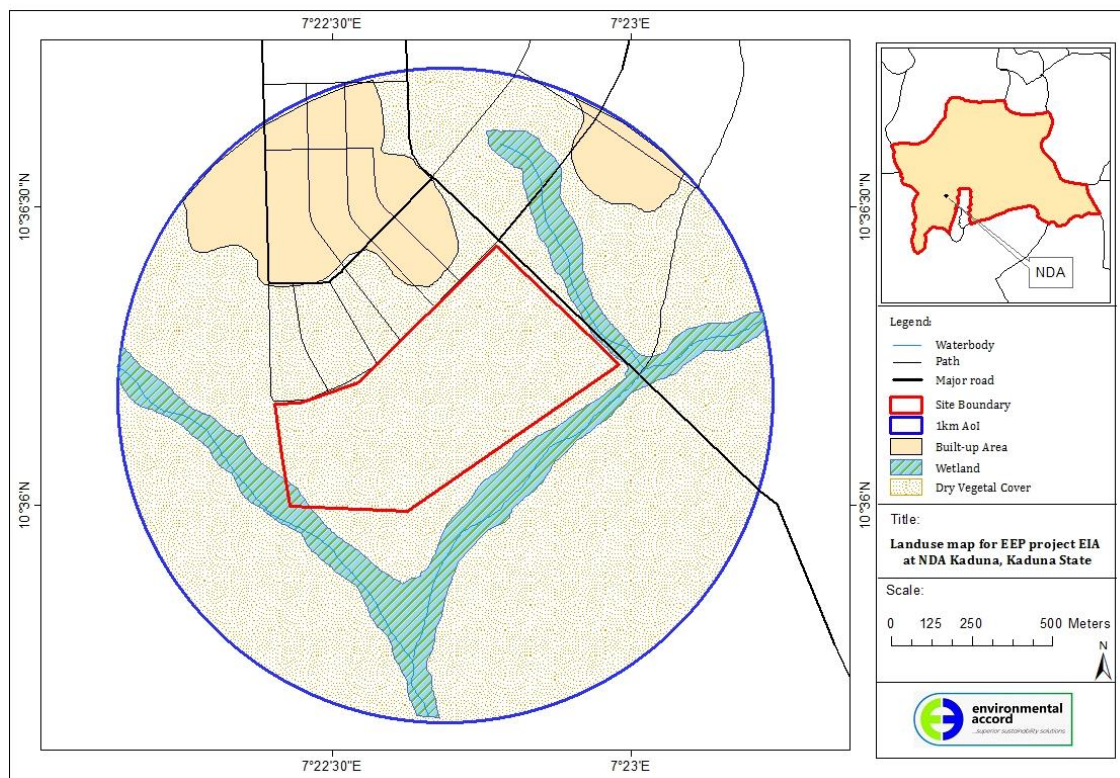 7°22'30"E
7°23'E
10°36'30"N
10°36'30"N
10°36'N
10°36'N
7°22'30"E
7°23'E
NDA
Legend:
Waterbody
Path
Major road
Site Boundary
1km AoI
Built-up Area
Wetland
Dry Vegetal Cover
Title:
Landuse map for EEP project EIA
at NDA Kaduna, Kaduna State
Scale:
0 125 250 500 Meters
N
environmental
accord
...superior sustainability solutions